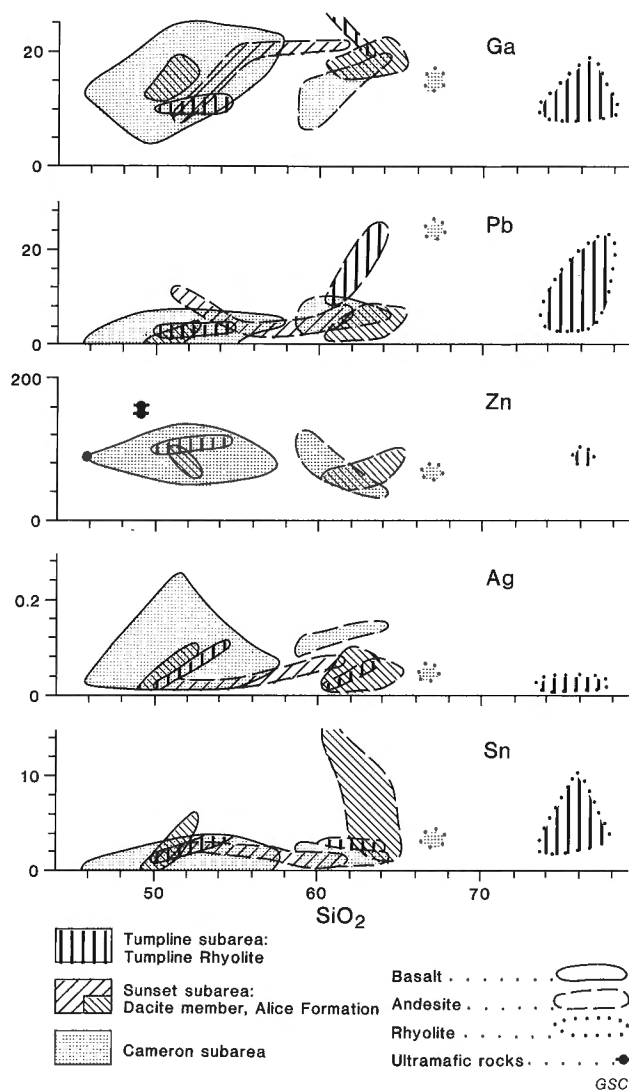 Ga
20
0
Pb
20
0
Zn
200
0
Ag
0.2
0
Sn
10
0
50 60 70
SiO2
Tumpline subarea:
Tumpline Rhyolite
Sunset subarea:
Dacite member, Alice Formation
Cameron subarea
Basalt . . . . . .
Andesite . . . . . .
Rhyolite . . . . . .
Ultramafic rocks . . . . .
GSC